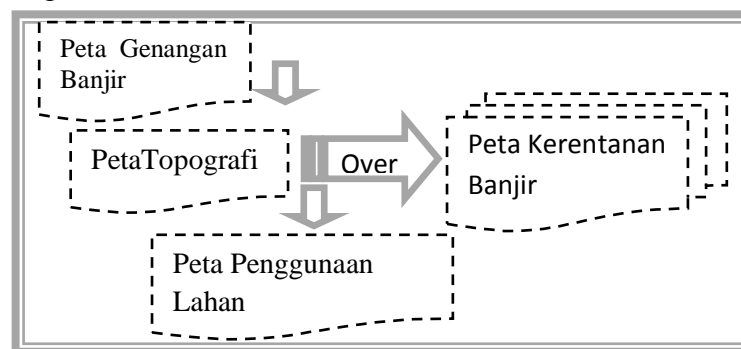 Peta Genangan
Banjir
PetaTopografi
Over
Peta Kerentanan
Banjir
Peta Penggunaan
Lahan